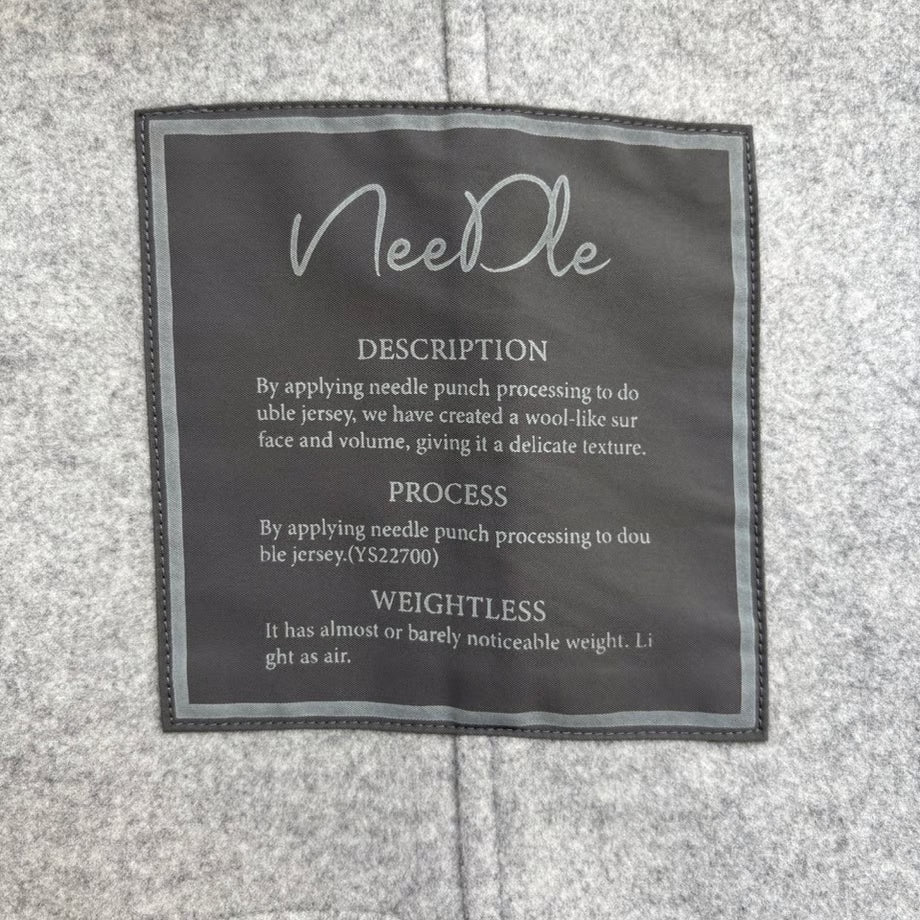 NeeDle
DESCRIPTION
By applying needle punch processing to do
uble jersey, we have created a wool-like sur
face and volume, giving it a delicate texture.
PROCESS
By applying needle punch processing to dou
ble jersey.(YS22700)
WEIGHTLESS
It has almost or barely noticeable weight. Li
ght as air.